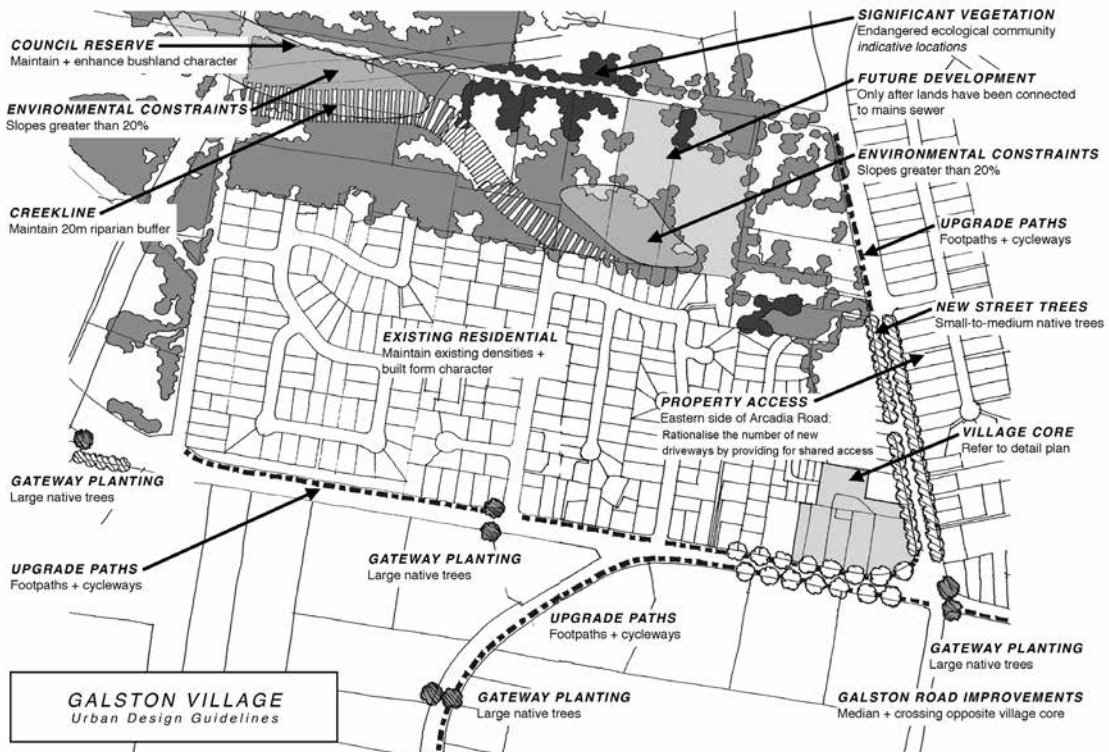 COUNCIL RESERVE
Maintain + enhance bushland character
ENVIRONMENTAL CONSTRAINTS
Slopes greater than 20%
CREEKLINE
Maintain 20m riparian buffer
SIGNIFICANT VEGETATION
Endangered ecological community
indicative locations
FUTURE DEVELOPMENT
Only after lands have been connected
to mains sewer
ENVIRONMENTAL CONSTRAINTS
Slopes greater than 20%
UPGRADE PATHS
Footpaths + cycleways
NEW STREET TREES
Small-to-medium native trees
EXISTING RESIDENTIAL
Maintain existing densities +
built form character
PROPERTY ACCESS
Eastern side of Arcadia Road:
Rationalise the number of new
driveways by providing for shared access
VILLAGE CORE
Refer to detail plan
GATEWAY PLANTING
Large native trees
UPGRADE PATHS
Footpaths + cycleways
GATEWAY PLANTING
Large native trees
UPGRADE PATHS
Footpaths + cycleways
GATEWAY PLANTING
Large native trees
GATEWAY PLANTING
Large native trees
GALSTON ROAD IMPROVEMENTS
Median + crossing opposite village core
GALSTON VILLAGE
Urban Design Guidelines